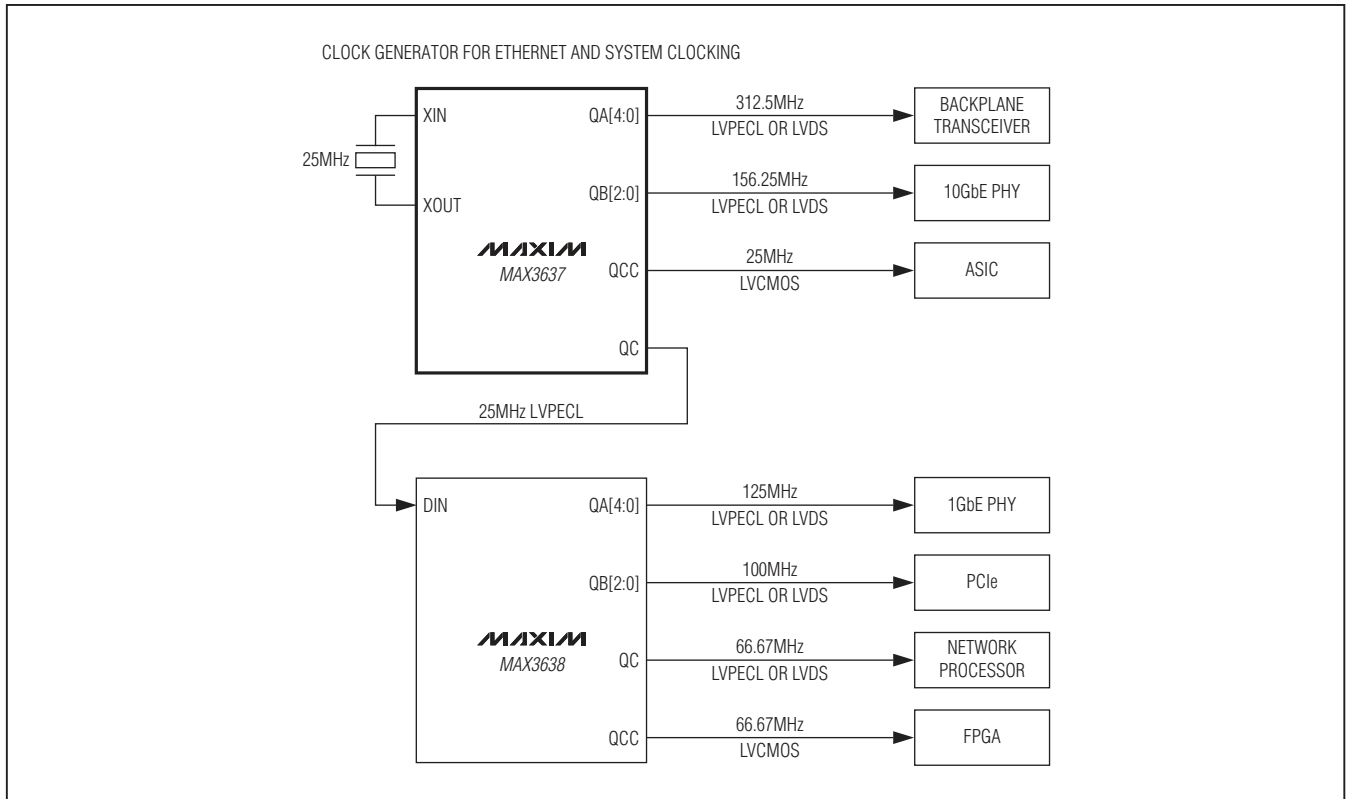 CLOCK GENERATOR FOR ETHERNET AND SYSTEM CLOCKING
25MHz
XIN
XOUT
MAXIM
MAX3637
QA[4:0]
QB[2:0]
QCC
QC
312.5MHz
LVPECL OR LVDS
BACKPLANE
TRANSCEIVER
156.25MHz
LVPECL OR LVDS
10GbE PHY
25MHz
LVCMOS
ASIC
25MHz LVPECL
DIN
MAXIM
MAX3638
QA[4:0]
QB[2:0]
QC
QCC
125MHz
LVPECL OR LVDS
1GbE PHY
100MHz
LVPECL OR LVDS
PCIe
66.67MHz
LVPECL OR LVDS
NETWORK
PROCESSOR
66.67MHz
LVCMOS
FPGA